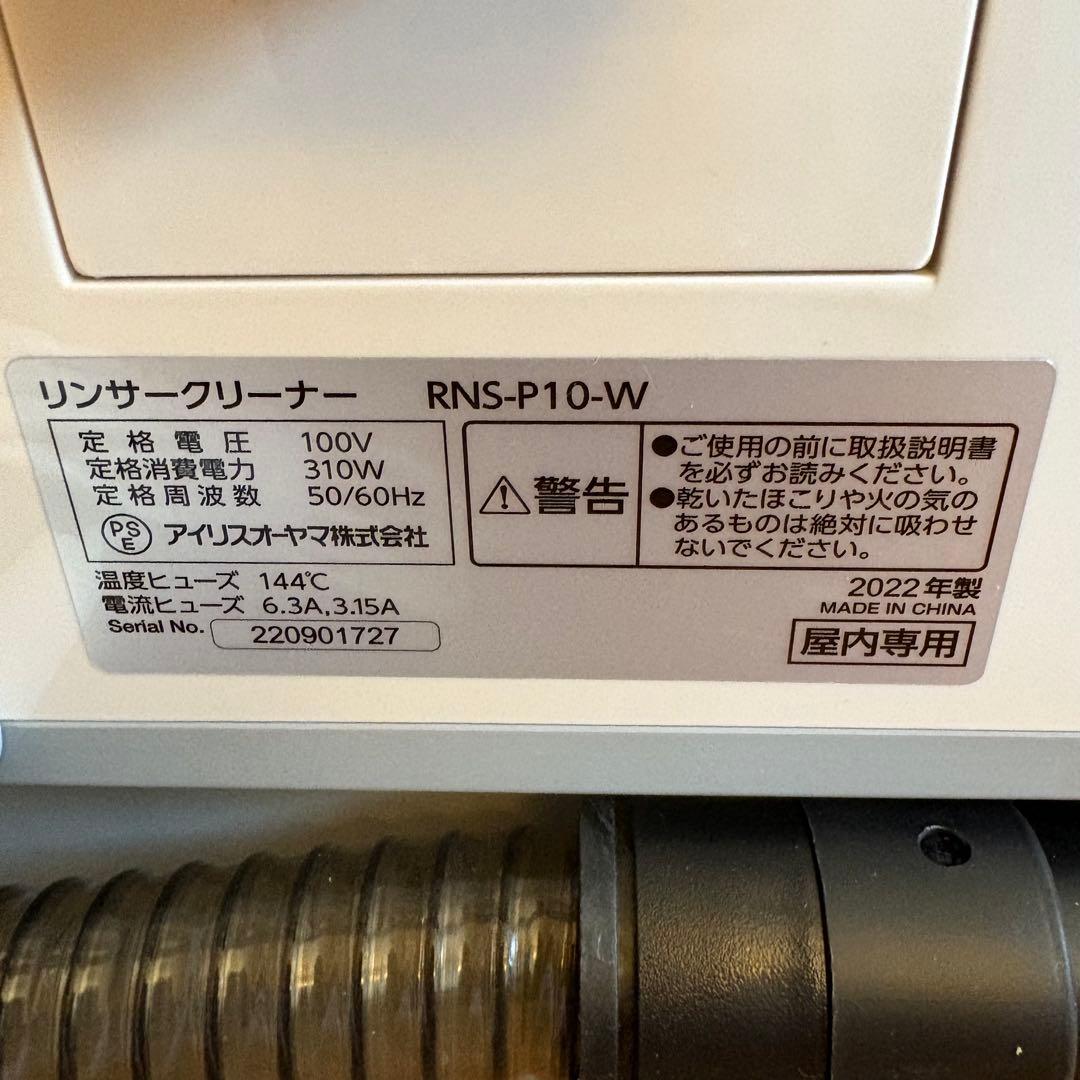 リンサークリーナー RNS-P10-W
定格電圧 100V
定格消費電力 310W
定格周波数 50/60Hz
PSE アイリスオーヤマ株式会社
⚠警告
●ご使用の前に取扱説明書
を必ずお読みください。
●乾いたほこりや火の気の
あるものは絶対に吸わせ
ないでください。
温度ヒューズ 144℃
電流ヒューズ 6.3A,3.15A
Serial No. 220901727
2022年製
MADE IN CHINA
屋内専用